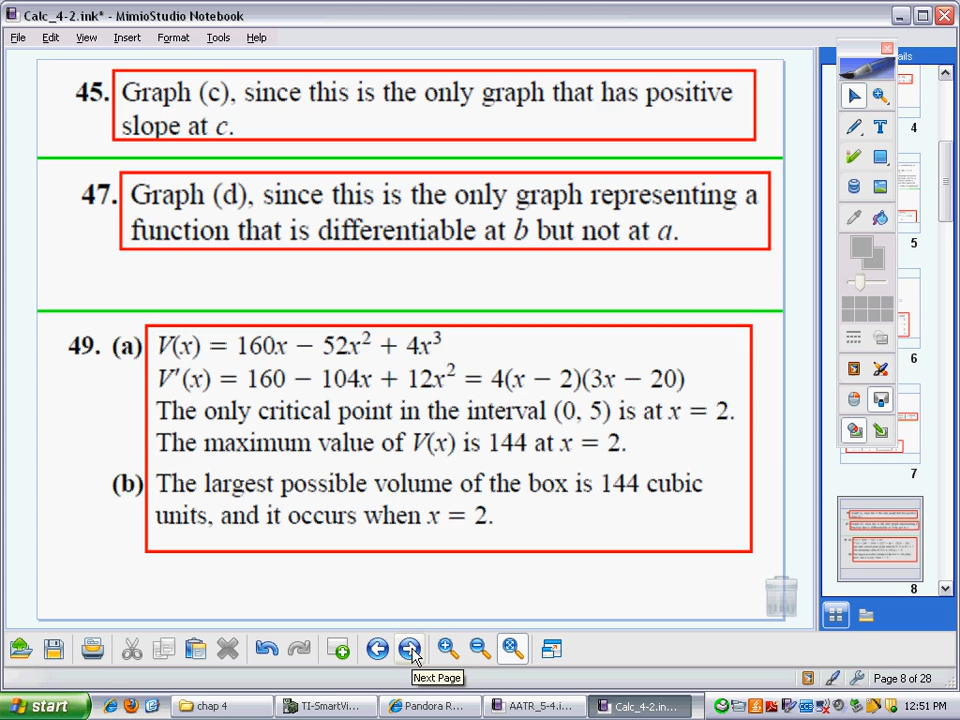 Calc_4-2.ink* - MimioStudio Notebook
File Edit View Insert Format Tools Help
45. Graph (c), since this is the only graph that has positive
slope at c.
47. Graph (d), since this is the only graph representing a
function that is differentiable at b but not at a.
49. (a) V(x) = 160x − 52x² + 4x³
V′(x) = 160 − 104x + 12x² = 4(x − 2)(3x − 20)
The only critical point in the interval (0, 5) is at x = 2.
The maximum value of V(x) is 144 at x = 2.
(b) The largest possible volume of the box is 144 cubic
units, and it occurs when x = 2.
ails
4
5
6
7
8
Next Page
Page 8 of 28
start
chap 4
TI-SmartVi...
Pandora R...
AATR_5-4.i...
Calc_4-2.in...
12:51 PM